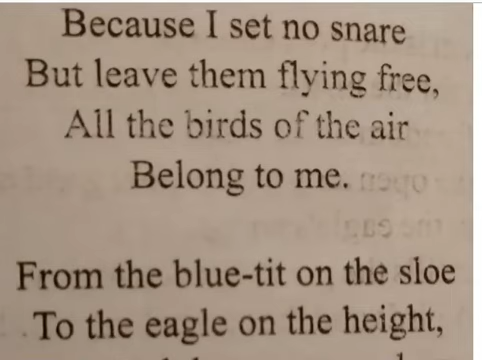 Because I set no snare
But leave them flying free,
All the birds of the air
Belong to me.
From the blue-tit on the sloe
To the eagle on the height,